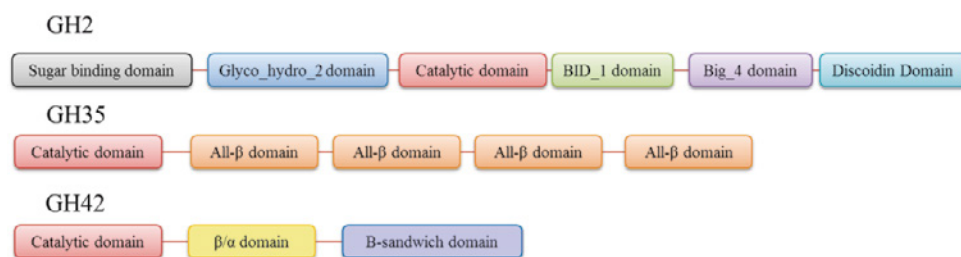 GH2
Sugar binding domain Glyco_hydro_2 domain Catalytic domain BID_1 domain Big_4 domain Discoidin Domain
GH35
Catalytic domain All-β domain All-β domain All-β domain All-β domain
GH42
Catalytic domain β/α domain B-sandwich domain